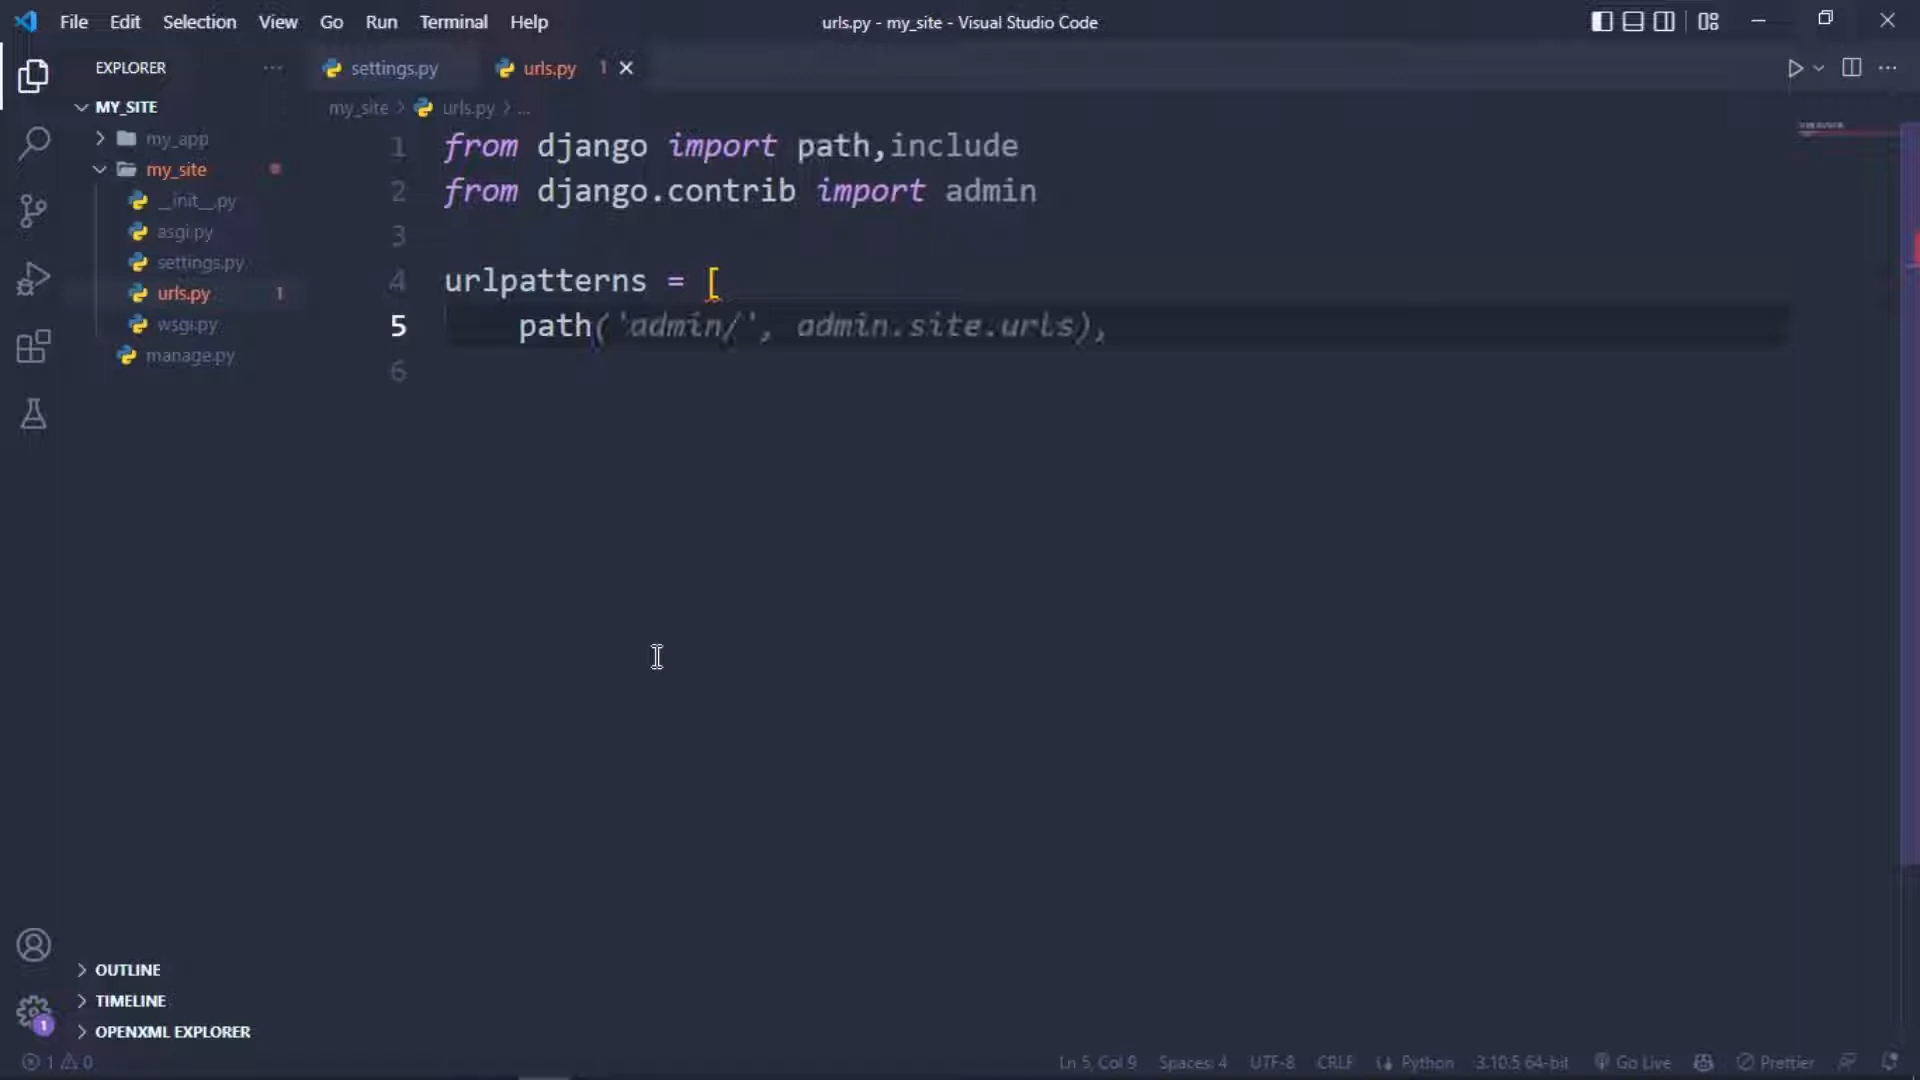 File Edit Selection View Go Run Terminal Help
urls.py - my_site - Visual Studio Code
EXPLORER
MY_SITE
my_app
my_site
__init__.py
asgi.py
settings.py
urls.py 1
wsgi.py
manage.py
OUTLINE
TIMELINE
OPENXML EXPLORER
settings.py
urls.py 1
my_site > urls.py > ...
1 from django import path,include
2 from django.contrib import admin
3
4 urlpatterns = [
5     path('admin/', admin.site.urls),
6
1
1 0
Ln 5, Col 9 Spaces: 4 UTF-8 CRLF Python 3.10.5 64-bit Go Live Prettier